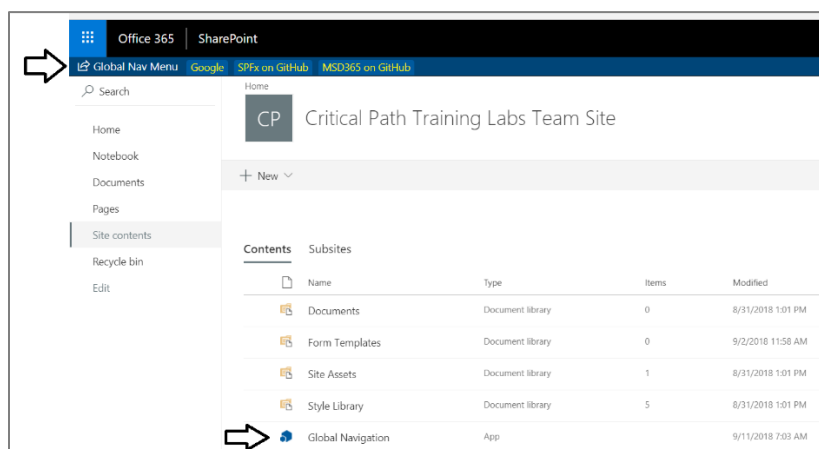 Office 365 SharePoint
Global Nav Menu Google SPFx on GitHub MSD365 on GitHub
Search
Home
Notebook
Documents
Pages
Site contents
Recycle bin
Edit
Home
CP Critical Path Training Labs Team Site
+ New
Contents Subsites
Name Type Items Modified
Documents Document library 0 8/31/2018 1:01 PM
Form Templates Document library 0 9/2/2018 11:58 AM
Site Assets Document library 1 8/31/2018 1:01 PM
Style Library Document library 5 8/31/2018 1:01 PM
Global Navigation App 9/11/2018 7:03 AM